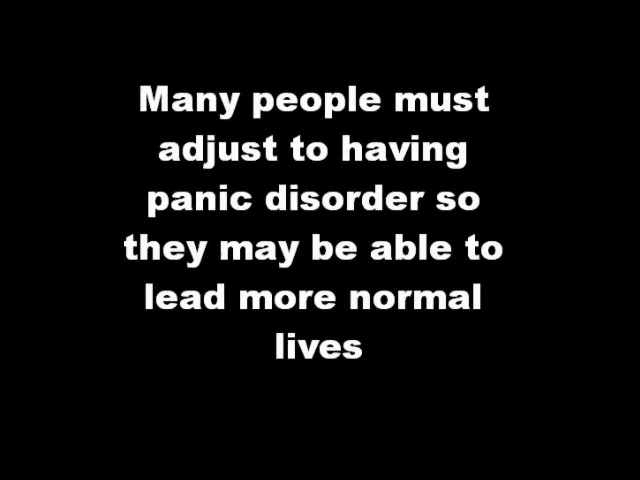 Many people must
adjust to having
panic disorder so
they may be able to
lead more normal
lives